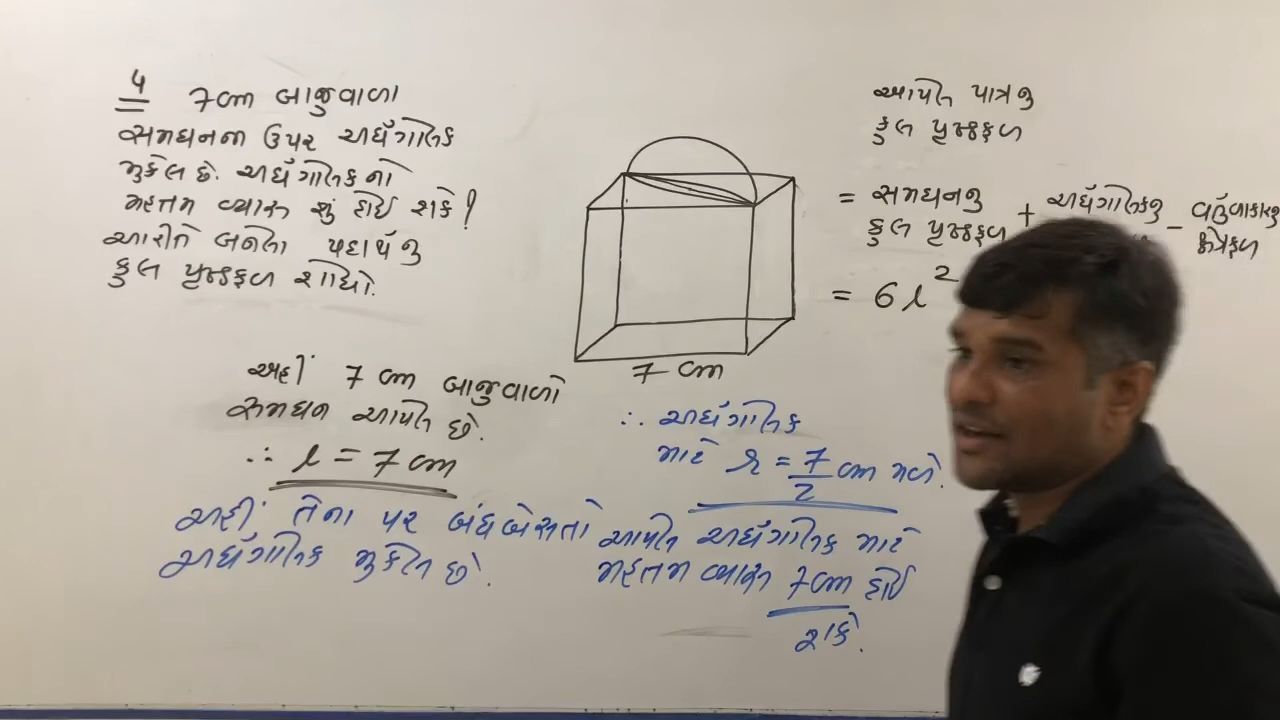 4
7cm બાજુવાળા
સમઘનના ઉપર અર્ધગોલક
મુકેલ છે. અર્ધગોલકનો
મહત્તમ વ્યાસ શું હોઈ શકે?
આ રીતે બનેલા પદાર્થનુ
કુલ પૃષ્ઠફળ શોધો.
અહીં 7 cm બાજુવાળો
સમઘન આપેલ છે.
∴ l = 7 cm
અહીં તેના પર બંધબેસતો
અર્ધગોલક મુકેલ છે.
7 cm
∴ અર્ધગોલક
માટે r = 7/2 cm મળે.
આપેલ અર્ધગોલક માટે
મહત્તમ વ્યાસ 7cm હોઈ
શકે.
આપેલ પાત્રનુ
કુલ પૃષ્ઠફળ
= સમઘનનુ + અર્ધગોલકનુ - વર્તુળાકારનુ
કુલ પૃષ્ઠફળ ક્ષેત્રફળ
= 6l²